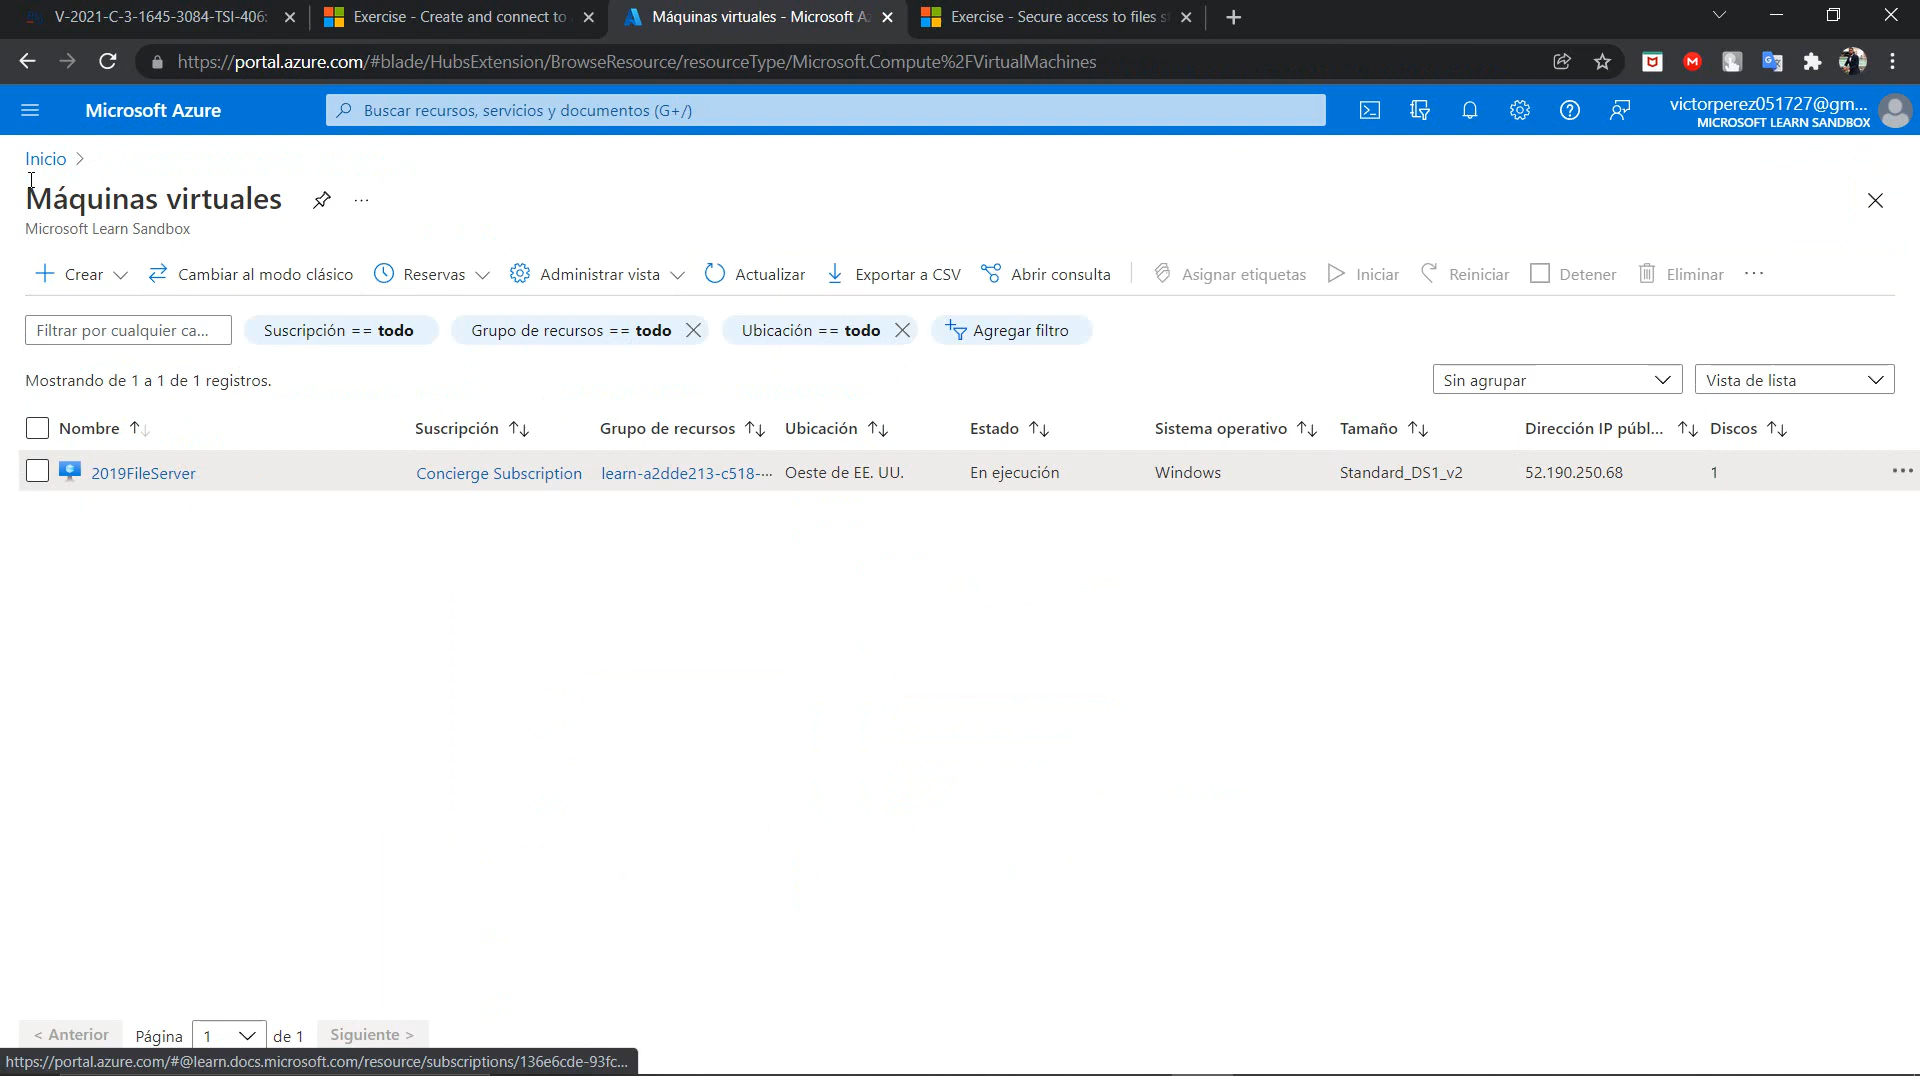 V-2021-C-3-1645-3084-TSI-406:
Exercise - Create and connect to
Máquinas virtuales - Microsoft A
Exercise - Secure access to files s
https://portal.azure.com/#blade/HubsExtension/BrowseResource/resourceType/Microsoft.Compute%2FVirtualMachines
Microsoft Azure
Buscar recursos, servicios y documentos (G+/)
victorperez051727@gm...
MICROSOFT LEARN SANDBOX
Inicio
Máquinas virtuales
Microsoft Learn Sandbox
Crear
Cambiar al modo clásico
Reservas
Administrar vista
Actualizar
Exportar a CSV
Abrir consulta
Asignar etiquetas
Iniciar
Reiniciar
Detener
Eliminar
Filtrar por cualquier ca...
Suscripción == todo
Grupo de recursos == todo
Ubicación == todo
Agregar filtro
Mostrando de 1 a 1 de 1 registros.
Sin agrupar
Vista de lista
Nombre Suscripción Grupo de recursos Ubicación Estado Sistema operativo Tamaño Dirección IP públ... Discos
2019FileServer Concierge Subscription learn-a2dde213-c518-... Oeste de EE. UU. En ejecución Windows Standard_DS1_v2 52.190.250.68 1
< Anterior Página 1 de 1 Siguiente >
https://portal.azure.com/#@learn.docs.microsoft.com/resource/subscriptions/136e6cde-93fc...